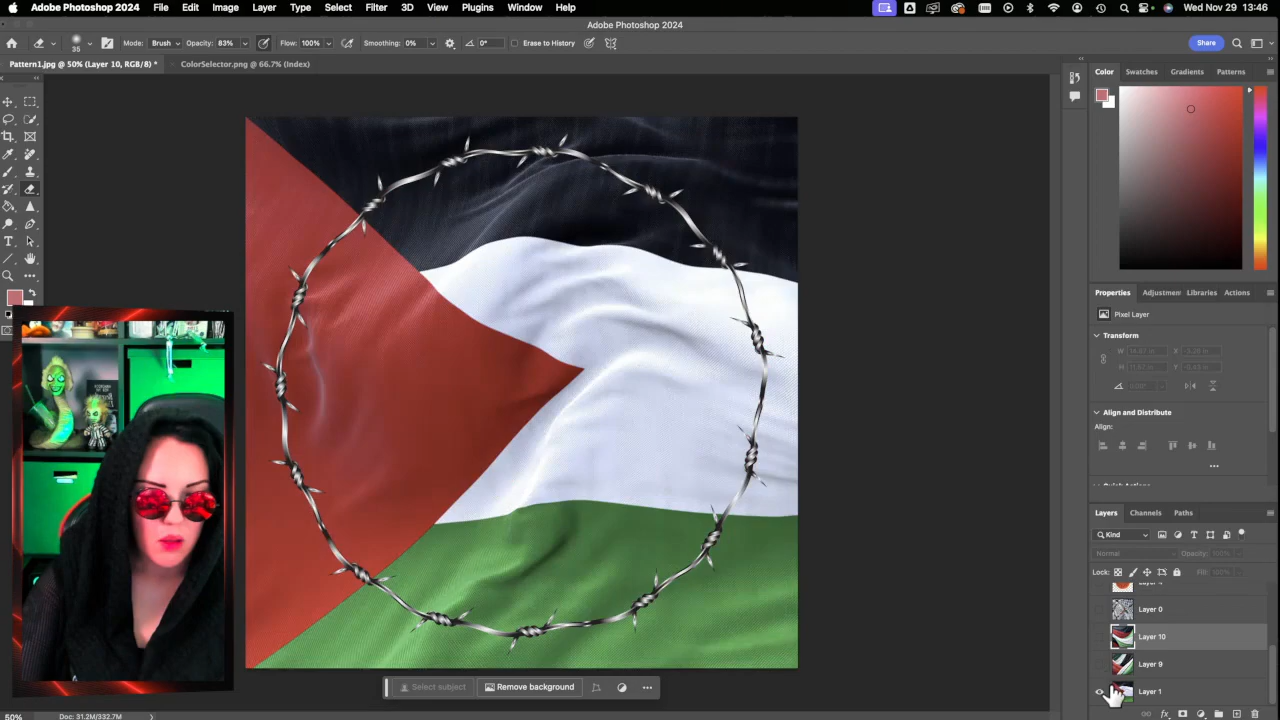 Adobe Photoshop 2024 File Edit Image Layer Type Select Filter 3D View Plugins Window Help Wed Nov 29 13:46
Adobe Photoshop 2024
35 Mode: Brush Opacity: 83% Flow: 100% Smoothing: 0% 0° Erase to History Share
Pattern1.jpg @ 50% (Layer 10, RGB/8) * ColorSelector.png @ 66.7% (Index)
Color Swatches Gradients Patterns
Properties Adjustmen Libraries Actions
Pixel Layer
Transform
Align and Distribute
Align:
Layers Channels Paths
Kind
Normal Opacity: 100%
Lock: Fill: 100%
Layer 0
Layer 10
Layer 9
Layer 1
Select subject Remove background
50% Doc: 31.2M/332.7M